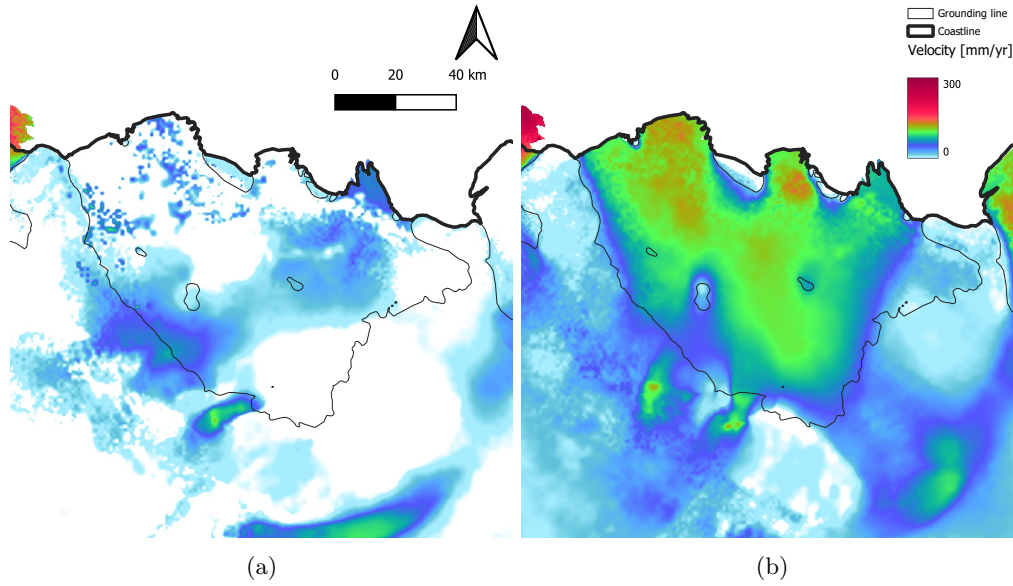 0 20 40 km
Grounding line
Coastline
Velocity [mm/yr]
300
0
(a) (b)